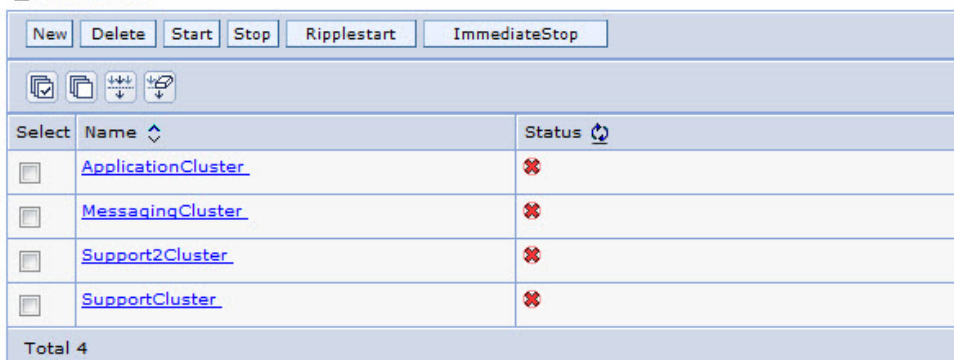 New Delete Start Stop Ripplestart ImmediateStop
Select Name Status
ApplicationCluster
MessagingCluster
Support2Cluster
SupportCluster
Total 4